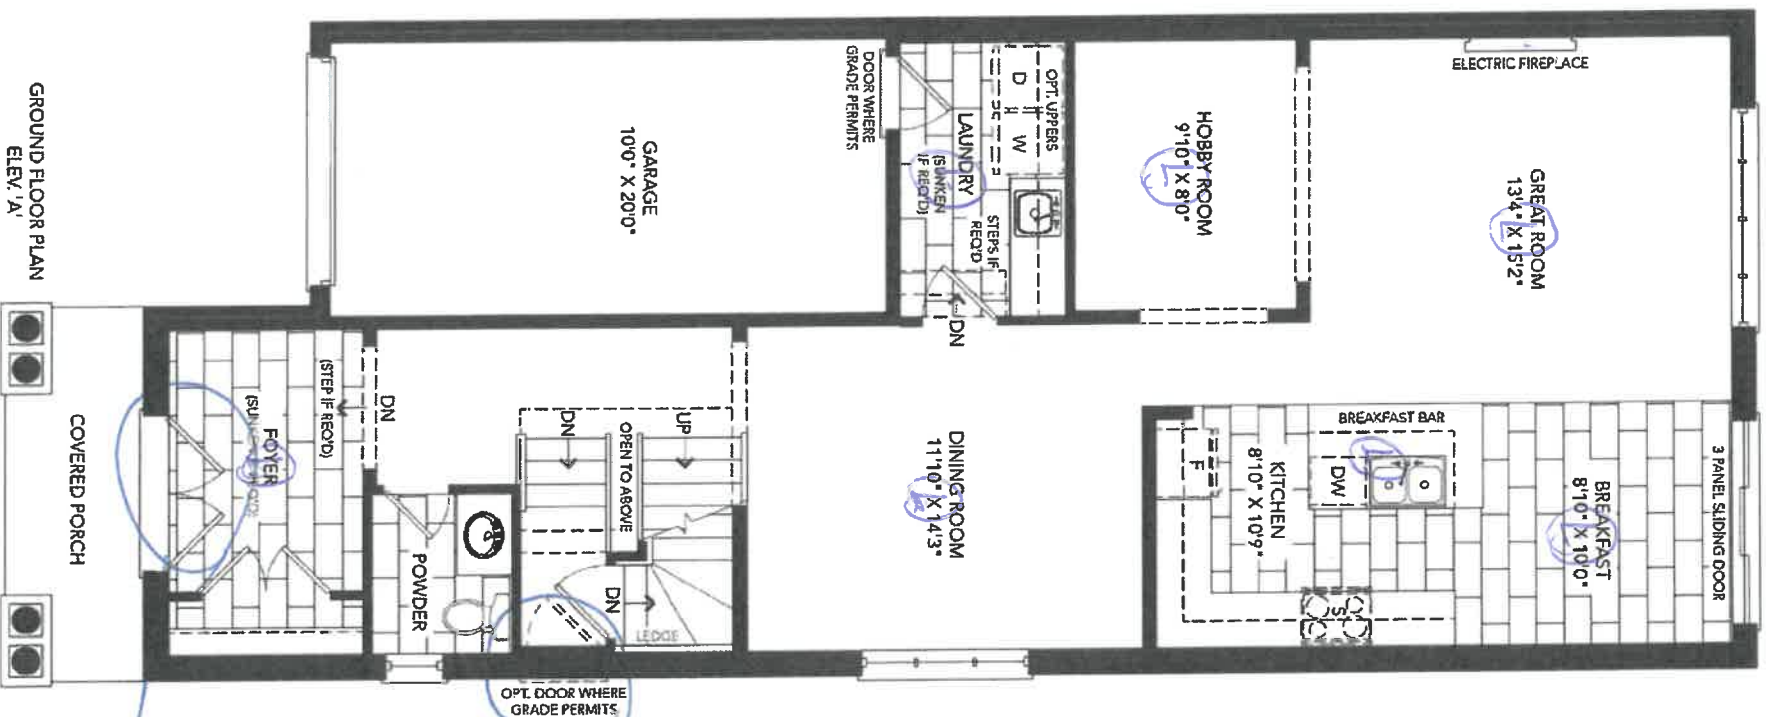 GROUND FLOOR PLAN
ELEV. 'A'
GARAGE
10'0" X 20'0"
DOOR WHERE
GRADE PERMITS
LAUNDRY
(SUNKEN
IF REQ'D)
OPT. UPPERS
D
W
STEPS IF
REQ'D
DN
HOBBY ROOM
9'10" X 8'0"
GREAT ROOM
13'4" X 15'2"
ELECTRIC FIREPLACE
COVERED PORCH
FOYER
(STEP IF REQ'D)
DN
POWDER
DN
UP
OPEN TO ABOVE
DN
LEDGE
OPT. DOOR WHERE
GRADE PERMITS
DINING ROOM
11'10" X 14'3"
KITCHEN
8'10" X 10'9"
F
S
DW
BREAKFAST BAR
BREAKFAST
8'10" X 10'0"
3 PANEL SLIDING DOOR